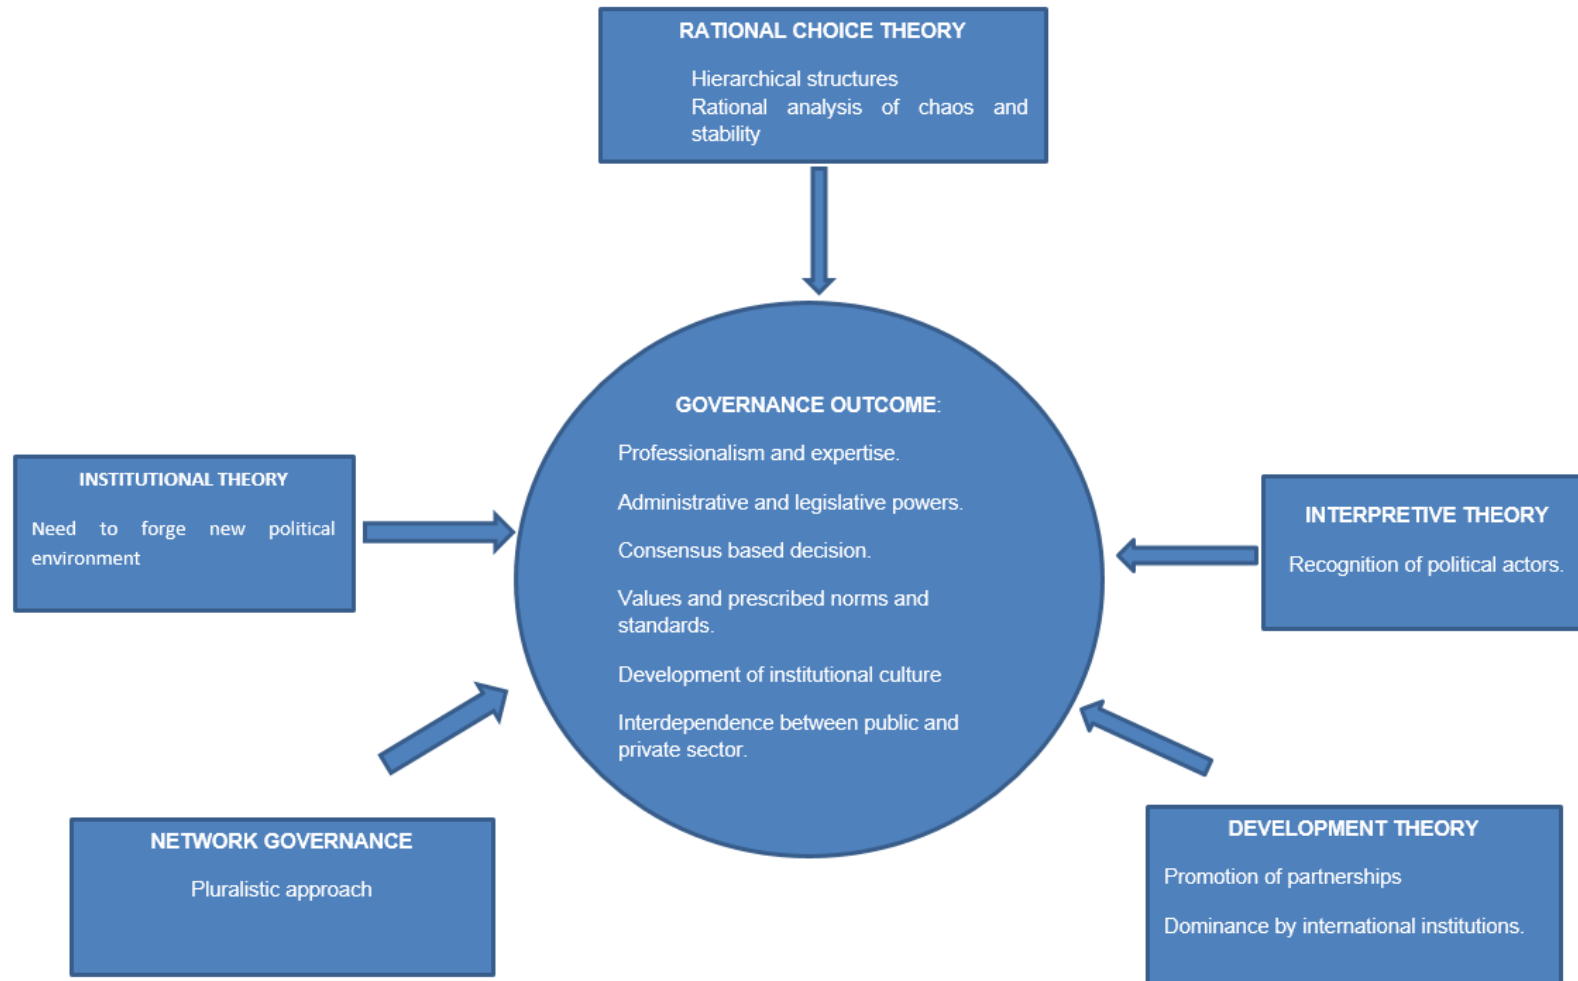 RATIONAL CHOICE THEORY
Hierarchical structures
Rational analysis of chaos and
stability
GOVERNANCE OUTCOME:
Professionalism and expertise.
Administrative and legislative powers.
Consensus based decision.
Values and prescribed norms and
standards.
Development of institutional culture
Interdependence between public and
private sector.
INSTITUTIONAL THEORY
Need to forge new political
environment
INTERPRETIVE THEORY
Recognition of political actors.
NETWORK GOVERNANCE
Pluralistic approach
DEVELOPMENT THEORY
Promotion of partnerships
Dominance by international institutions.